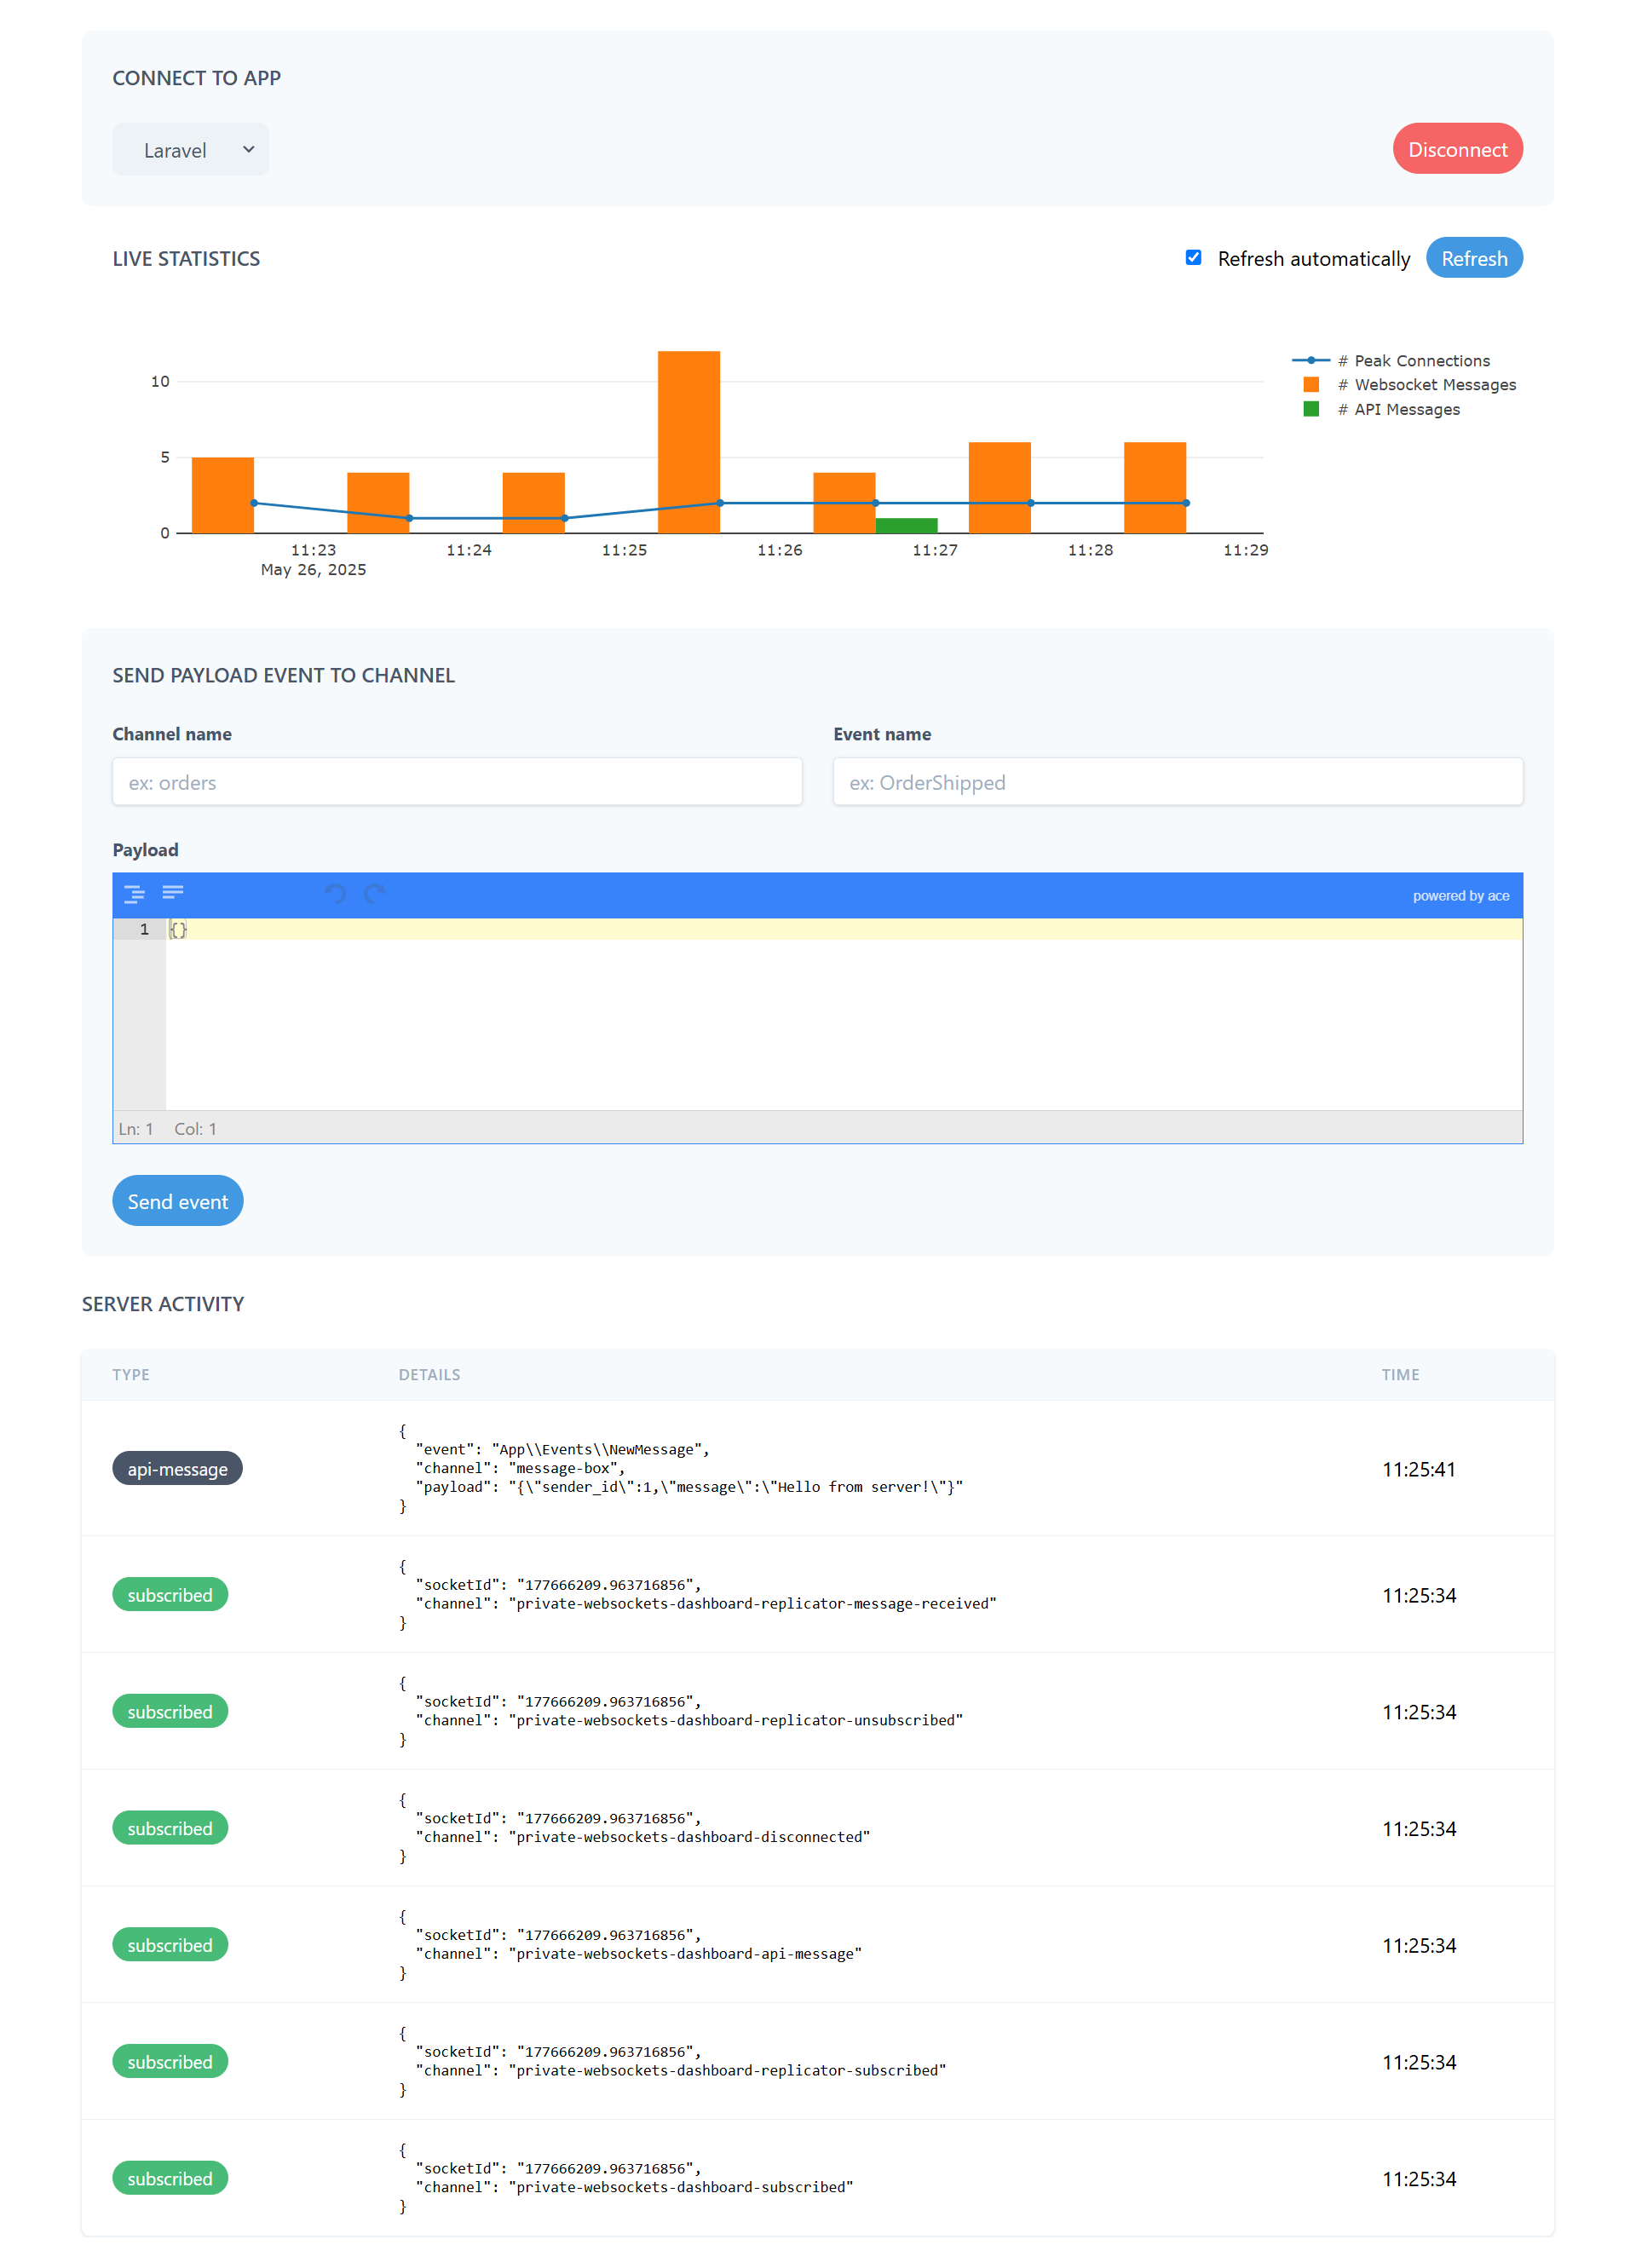 CONNECT TO APP
Laravel
Disconnect
LIVE STATISTICS
Refresh automatically
Refresh
# Peak Connections
# Websocket Messages
# API Messages
10
5
0
11:23
11:24
11:25
11:26
11:27
11:28
11:29
May 26, 2025
SEND PAYLOAD EVENT TO CHANNEL
Channel name
Event name
ex: orders
ex: OrderShipped
Payload
powered by ace
1
{}
Ln: 1 Col: 1
Send event
SERVER ACTIVITY
TYPE DETAILS TIME
api-message
{
"event": "App\\Events\\NewMessage",
"channel": "message-box",
"payload": "{\"sender_id\":1,\"message\":\"Hello from server!\"}"
}
11:25:41
subscribed
{
"socketId": "177666209.963716856",
"channel": "private-websockets-dashboard-replicator-message-received"
}
11:25:34
subscribed
{
"socketId": "177666209.963716856",
"channel": "private-websockets-dashboard-replicator-unsubscribed"
}
11:25:34
subscribed
{
"socketId": "177666209.963716856",
"channel": "private-websockets-dashboard-disconnected"
}
11:25:34
subscribed
{
"socketId": "177666209.963716856",
"channel": "private-websockets-dashboard-api-message"
}
11:25:34
subscribed
{
"socketId": "177666209.963716856",
"channel": "private-websockets-dashboard-replicator-subscribed"
}
11:25:34
subscribed
{
"socketId": "177666209.963716856",
"channel": "private-websockets-dashboard-subscribed"
}
11:25:34